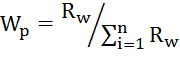 W_p = R_w / ∑_{i=1}^{n} R_w